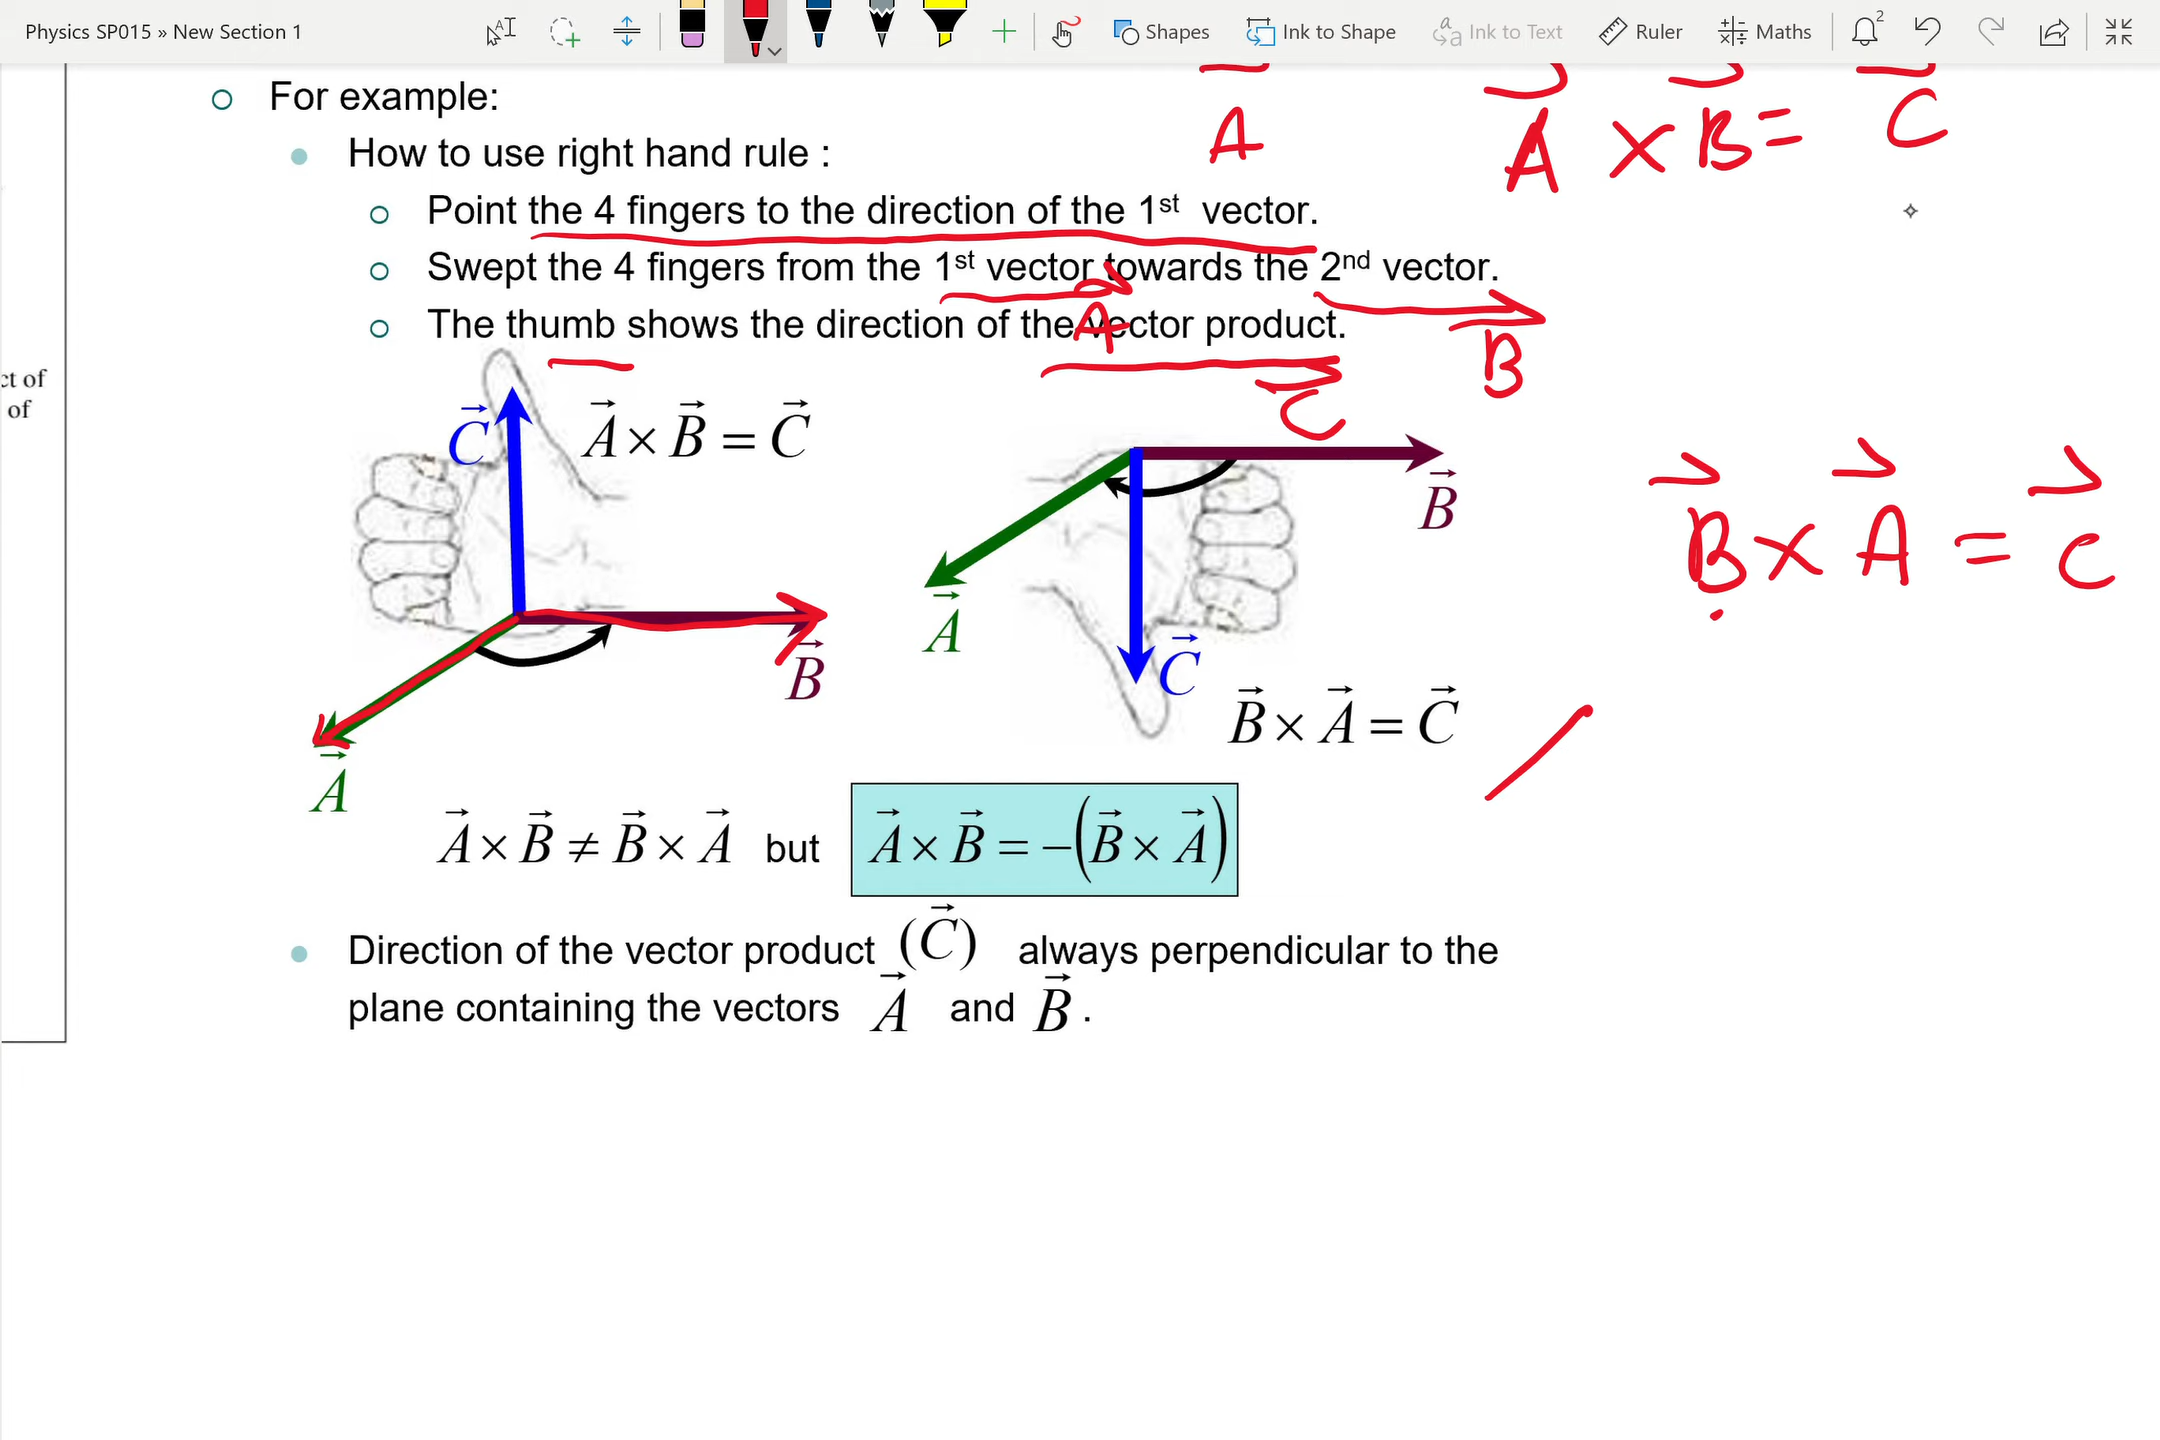 Physics SP015 » New Section 1
Shapes
Ink to Shape
Ink to Text
Ruler
Maths
2
For example:
A
A × B = C
How to use right hand rule :
Point the 4 fingers to the direction of the 1st vector.
Swept the 4 fingers from the 1st vector towards the 2nd vector.
The thumb shows the direction of the vector product.
A
B
C
ct of
of
C
A × B = C
B
A
B
A
C
B × A = C
B × A = C
A × B ≠ B × A but A × B = −(B × A)
Direction of the vector product (C) always perpendicular to the
plane containing the vectors A and B .